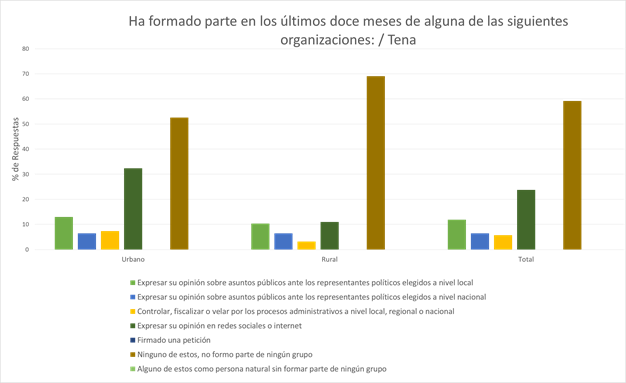 Ha formado parte en los últimos doce meses de alguna de las siguientes
organizaciones: / Tena
80
70
60
50
40
30
20
10
0
% de Respuestas
Urbano Rural Total
Expresar su opinión sobre asuntos públicos ante los representantes políticos elegidos a nivel local
Expresar su opinión sobre asuntos públicos ante los representantes políticos elegidos a nivel nacional
Controlar, fiscalizar o velar por los procesos administrativos a nivel local, regional o nacional
Expresar su opinión en redes sociales o internet
Firmado una petición
Ninguno de estos, no formo parte de ningún grupo
Alguno de estos como persona natural sin formar parte de ningún grupo